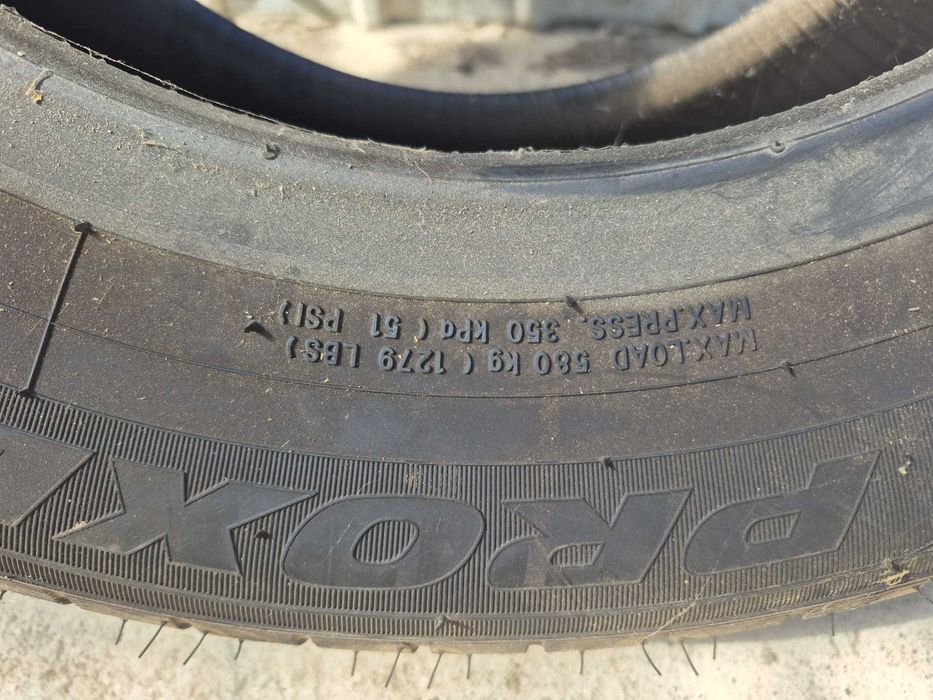 MAX.LOAD 580 kg ( 1279 LBS )
MAX.PRESS. 350 kPa ( 51 PSI )
PROX